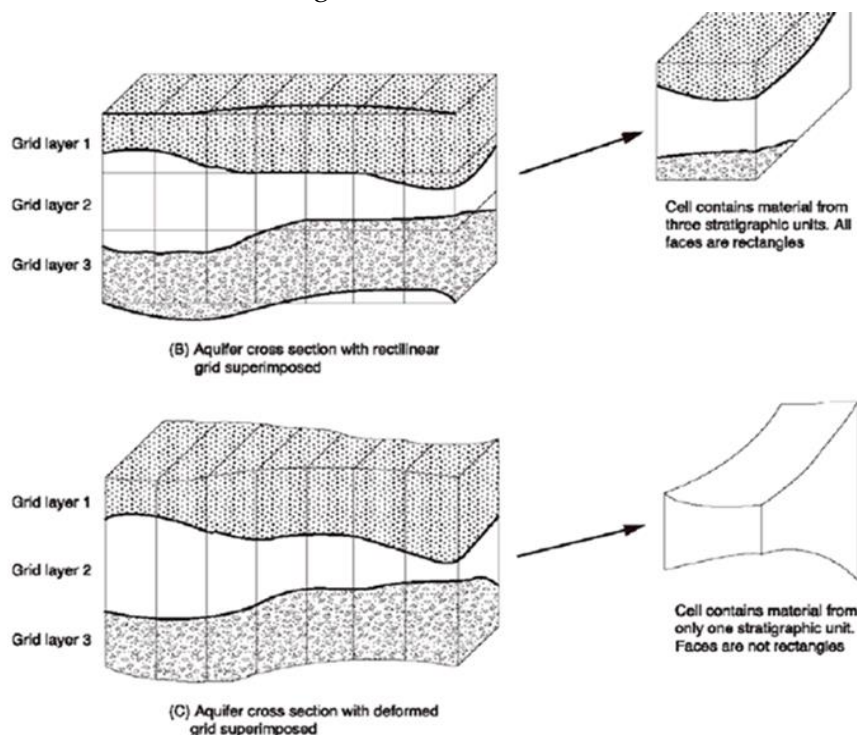 Grid layer 1
Grid layer 2
Grid layer 3
Cell contains material from
three stratigraphic units. All
faces are rectangles
(B) Aquifer cross section with rectilinear
grid superimposed
Grid layer 1
Grid layer 2
Grid layer 3
Cell contains material from
only one stratigraphic unit.
Faces are not rectangles
(C) Aquifer cross section with deformed
grid superimposed